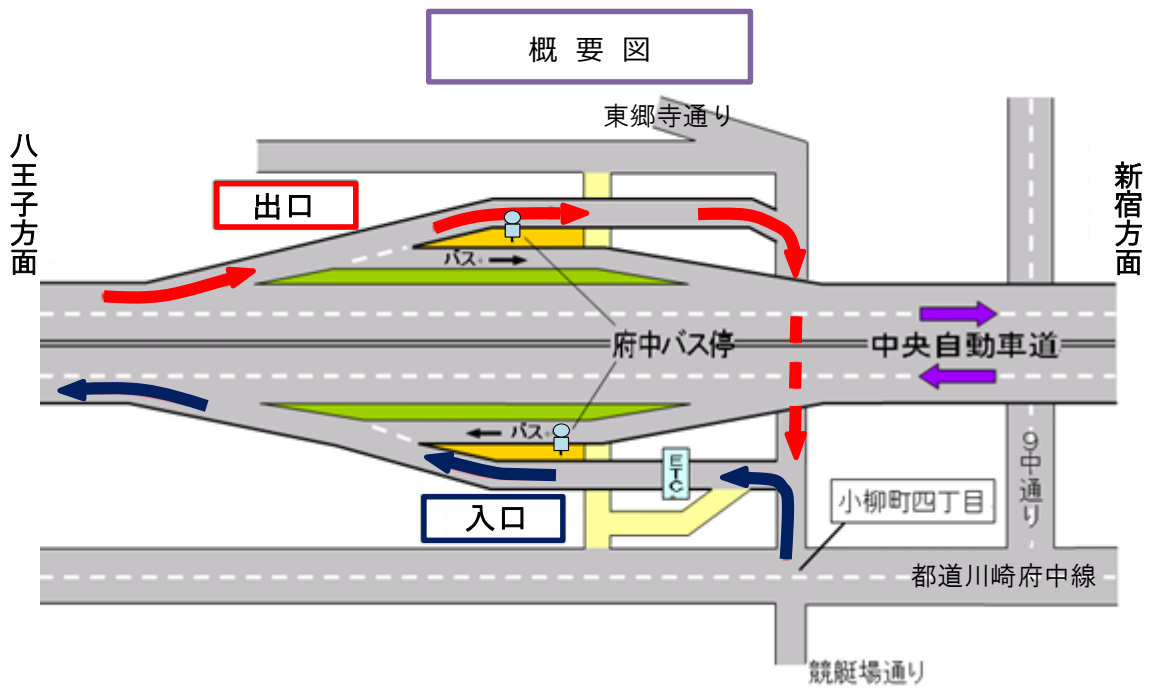 概要図
東郷寺通り
八王子方面
新宿方面
出口
バス
府中バス停
中央自動車道
バス
ETC
9中通り
入口
小柳町四丁目
都道川崎府中線
競艇場通り